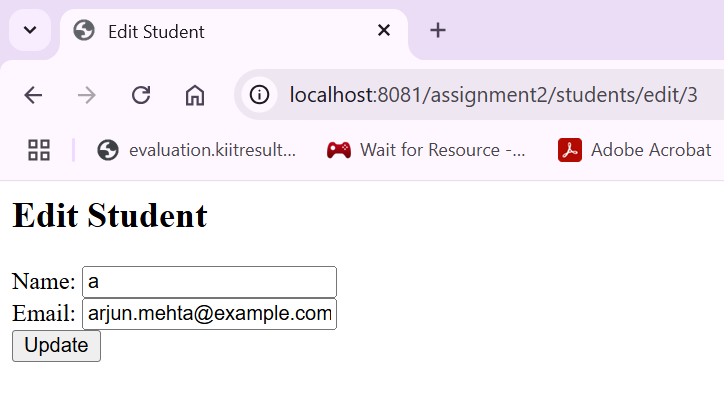 Edit Student
localhost:8081/assignment2/students/edit/3
evaluation.kiitresult... Wait for Resource -... Adobe Acrobat
Edit Student
Name: a
Email: arjun.mehta@example.com
Update